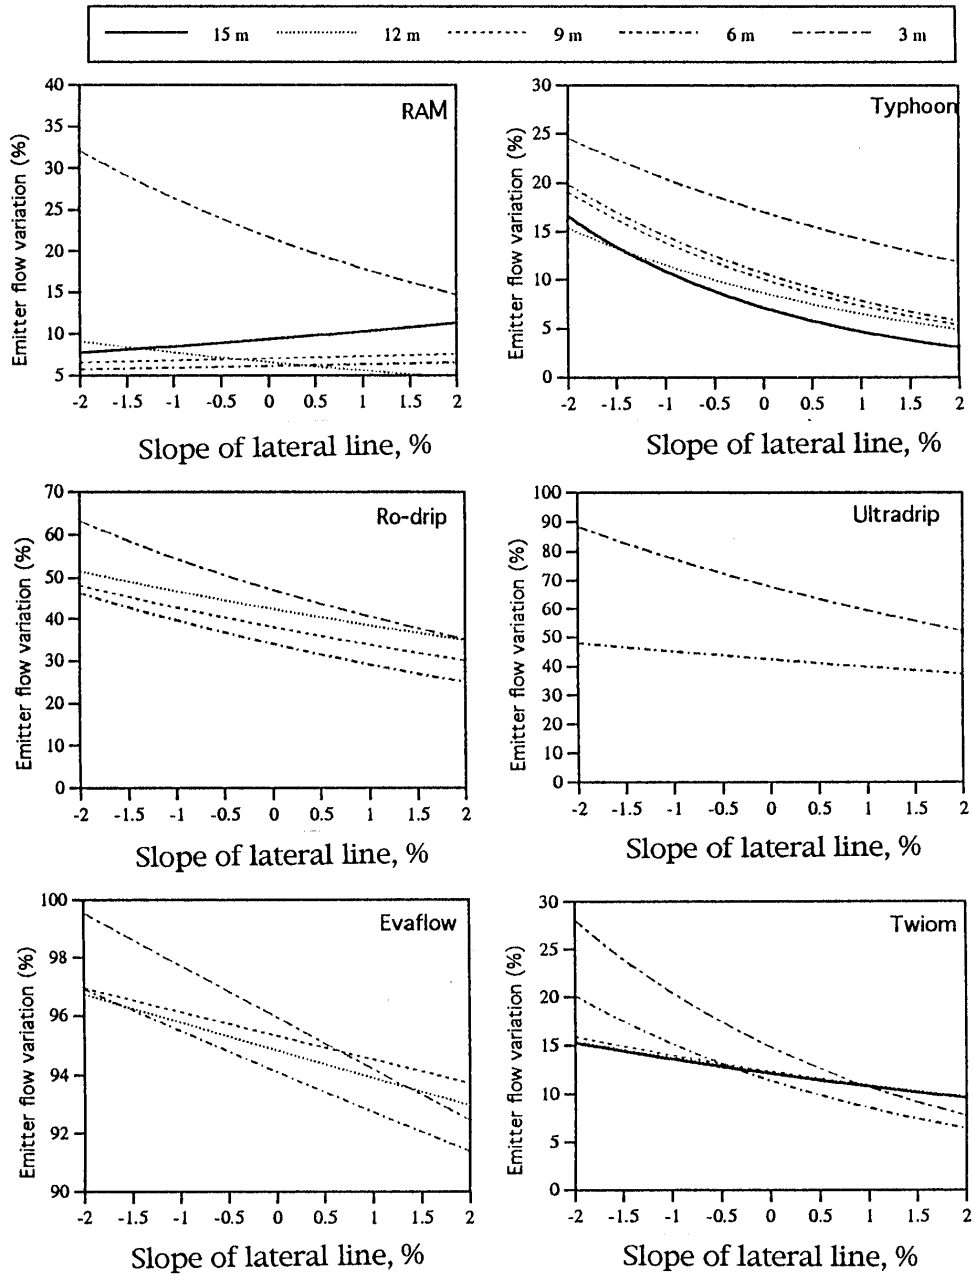 15 m 12 m 9 m 6 m 3 m
RAM
Emitter flow variation (%)
40
35
30
25
20
15
10
5
-2 -1.5 -1 -0.5 0 0.5 1 1.5 2
Slope of lateral line, %
Typhoon
Emitter flow variation (%)
30
25
20
15
10
5
0
-2 -1.5 -1 -0.5 0 0.5 1 1.5 2
Slope of lateral line, %
Ro-drip
Emitter flow variation (%)
70
60
50
40
30
20
10
0
-2 -1.5 -1 -0.5 0 0.5 1 1.5 2
Slope of lateral line, %
Ultradrip
Emitter flow variation (%)
100
90
80
70
60
50
40
30
20
10
0
-2 -1.5 -1 -0.5 0 0.5 1 1.5 2
Slope of lateral line, %
Evaflow
Emitter flow variation (%)
100
98
96
94
92
90
-2 -1.5 -1 -0.5 0 0.5 1 1.5 2
Slope of lateral line, %
Twiom
Emitter flow variation (%)
30
25
20
15
10
5
0
-2 -1.5 -1 -0.5 0 0.5 1 1.5 2
Slope of lateral line, %